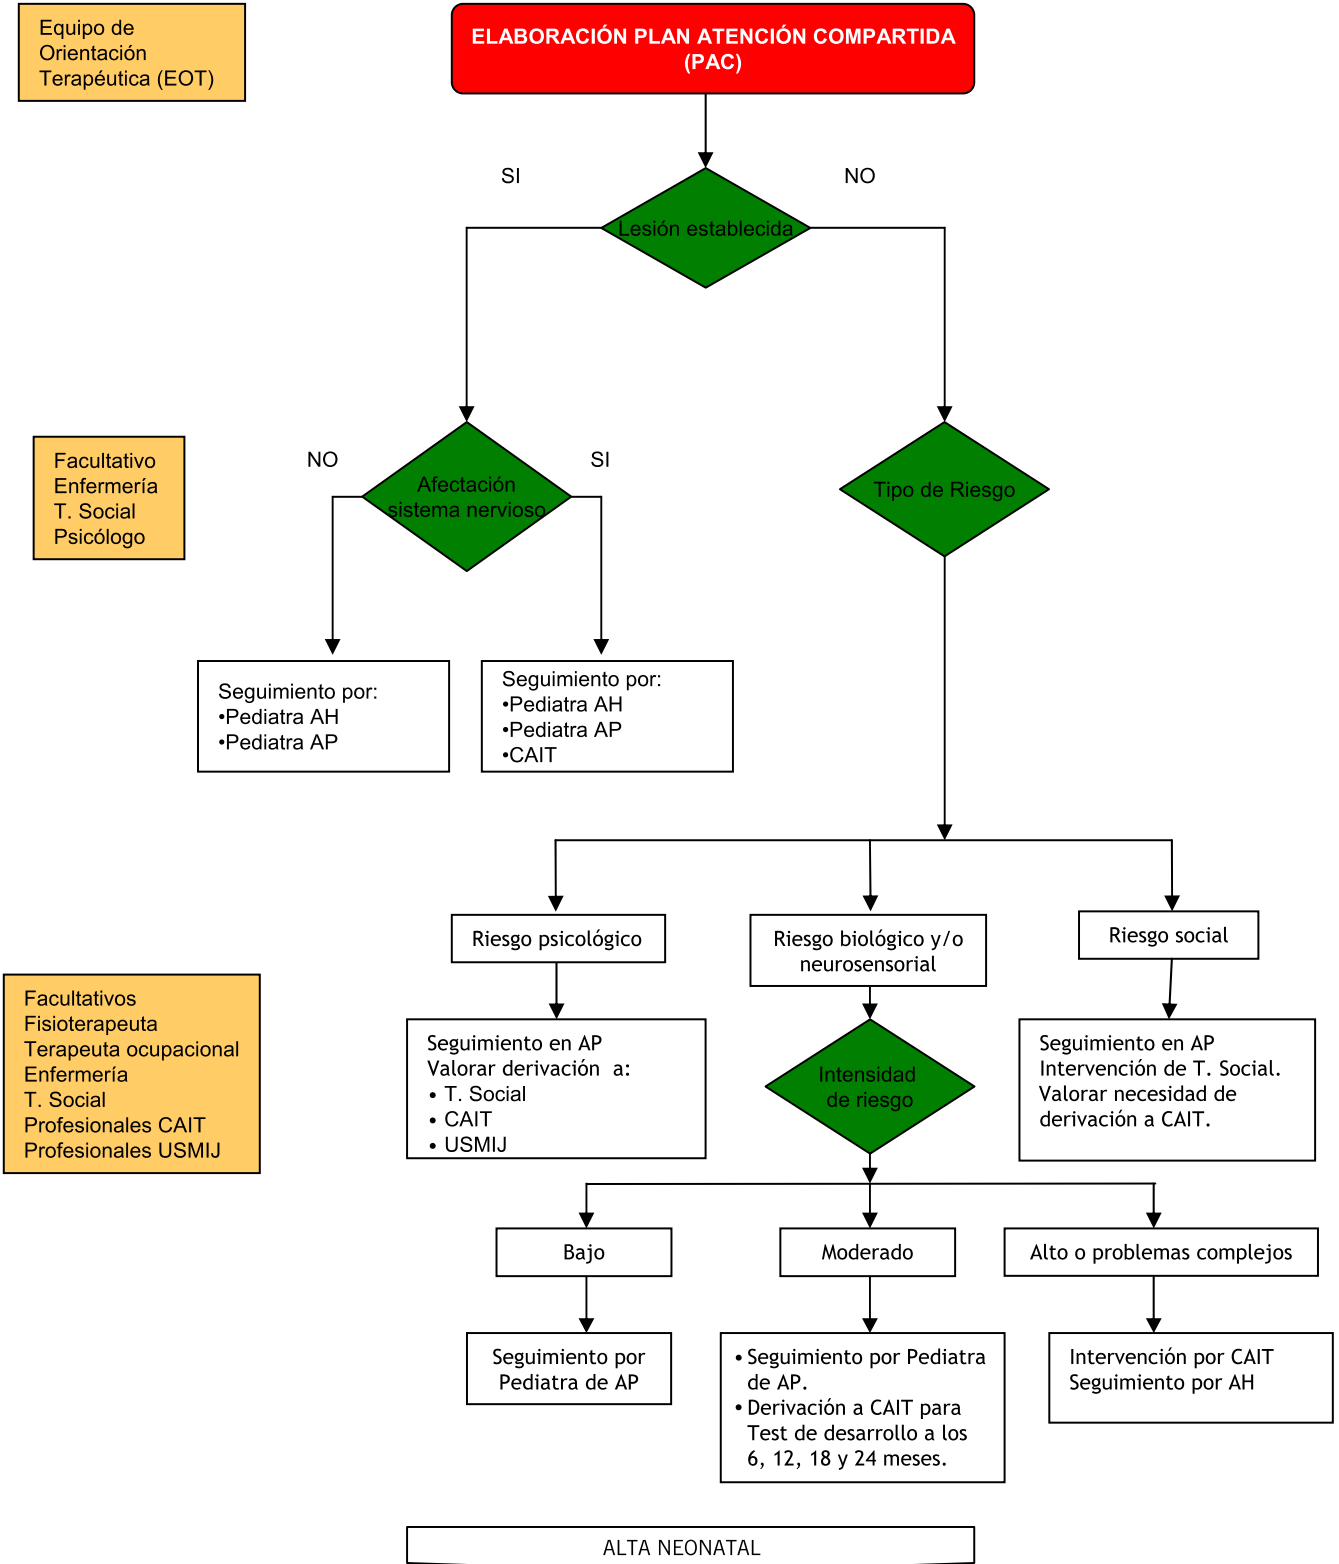 Equipo de
Orientación
Terapéutica (EOT)
ELABORACIÓN PLAN ATENCIÓN COMPARTIDA
(PAC)
SI
NO
Lesión establecida
Facultativo
Enfermería
T. Social
Psicólogo
NO
SI
Afectación
sistema nervioso
Tipo de Riesgo
Seguimiento por:
•Pediatra AH
•Pediatra AP
Seguimiento por:
•Pediatra AH
•Pediatra AP
•CAIT
Riesgo psicológico
Riesgo biológico y/o
neurosensorial
Riesgo social
Facultativos
Fisioterapeuta
Terapeuta ocupacional
Enfermería
T. Social
Profesionales CAIT
Profesionales USMIJ
Seguimiento en AP
Valorar derivación a:
• T. Social
• CAIT
• USMIJ
Intensidad
de riesgo
Seguimiento en AP
Intervención de T. Social.
Valorar necesidad de
derivación a CAIT.
Bajo
Moderado
Alto o problemas complejos
Seguimiento por
Pediatra de AP
• Seguimiento por Pediatra
de AP.
• Derivación a CAIT para
Test de desarrollo a los
6, 12, 18 y 24 meses.
Intervención por CAIT
Seguimiento por AH
ALTA NEONATAL